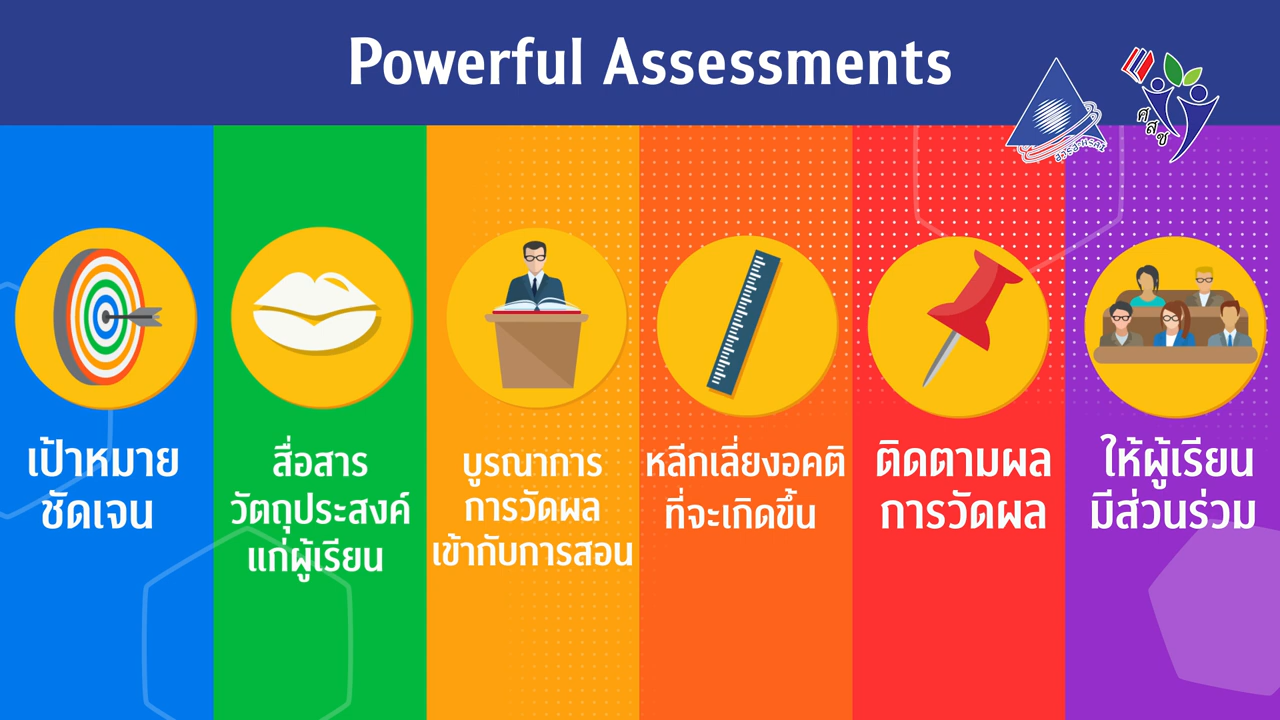 Powerful Assessments
ศสช
เป้าหมาย
ชัดเจน
สื่อสาร
วัตถุประสงค์
แก่ผู้เรียน
บูรณาการ
การวัดผล
เข้ากับการสอน
หลีกเลี่ยงอคติ
ที่จะเกิดขึ้น
ติดตามผล
การวัดผล
ให้ผู้เรียน
มีส่วนร่วม